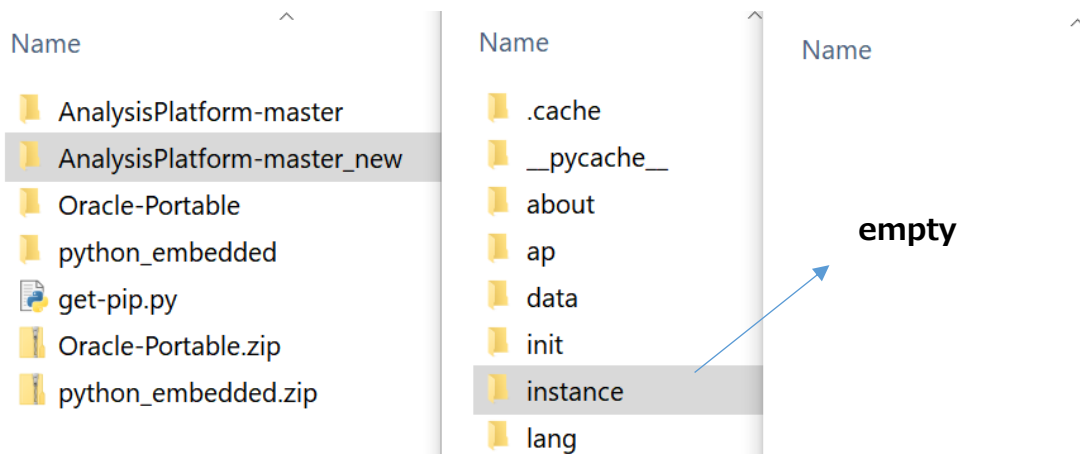 Name
AnalysisPlatform-master
AnalysisPlatform-master_new
Oracle-Portable
python_embedded
get-pip.py
Oracle-Portable.zip
python_embedded.zip
Name
.cache
__pycache__
about
ap
data
init
instance
lang
Name
empty